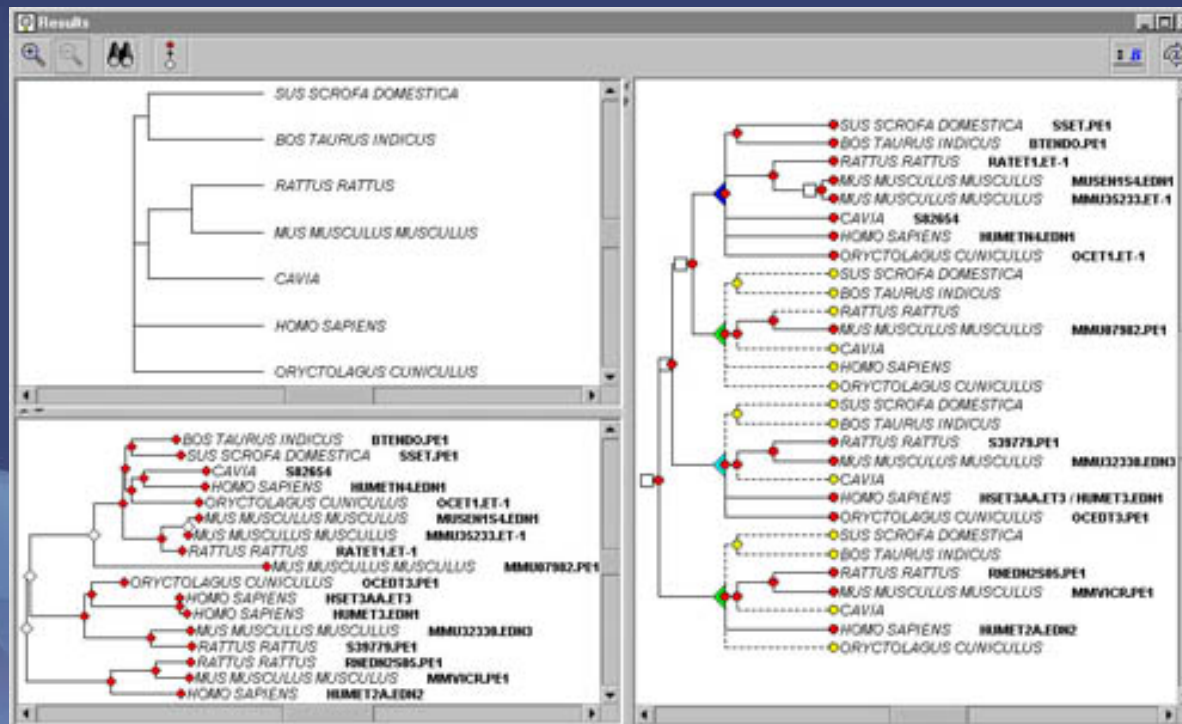 Results
B
SUS SCROFA DOMESTICA
BOS TAURUS INDICUS
RATTUS RATTUS
MUS MUSCULUS MUSCULUS
CAVIA
HOMO SAPIENS
ORYCTOLAGUS CUNICULUS
BOS TAURUS INDICUS BTENDO.PE1
SUS SCROFA DOMESTICA SSET.PE1
CAVIA S82654
HOMO SAPIENS HUMETN4.EDN1
ORYCTOLAGUS CUNICULUS OCET1.ET-1
MUS MUSCULUS MUSCULUS MUSEN1S4.EDN1
MUS MUSCULUS MUSCULUS MMU35233.ET-1
RATTUS RATTUS RATET1.ET-1
MUS MUSCULUS MUSCULUS MMU07982.PE1
ORYCTOLAGUS CUNICULUS OCEDT3.PE1
HOMO SAPIENS HSET3AA.ET3
HOMO SAPIENS HUMET3.EDN1
MUS MUSCULUS MUSCULUS MMU32330.EDN3
RATTUS RATTUS S39779.PE1
RATTUS RATTUS RNEDN2S05.PE1
MUS MUSCULUS MUSCULUS MMVICR.PE1
HOMO SAPIENS HUMET2A.EDN2
SUS SCROFA DOMESTICA SSET.PE1
BOS TAURUS INDICUS BTENDO.PE1
RATTUS RATTUS RATET1.ET-1
MUS MUSCULUS MUSCULUS MUSEN1S4.EDN1
MUS MUSCULUS MUSCULUS MMU35233.ET-1
CAVIA S82654
HOMO SAPIENS HUMETN4.EDN1
ORYCTOLAGUS CUNICULUS OCET1.ET-1
SUS SCROFA DOMESTICA
BOS TAURUS INDICUS
RATTUS RATTUS
MUS MUSCULUS MUSCULUS MMU07982.PE1
CAVIA
HOMO SAPIENS
ORYCTOLAGUS CUNICULUS
SUS SCROFA DOMESTICA
BOS TAURUS INDICUS
RATTUS RATTUS S39779.PE1
MUS MUSCULUS MUSCULUS MMU32330.EDN3
CAVIA
HOMO SAPIENS HSET3AA.ET3 / HUMET3.EDN1
ORYCTOLAGUS CUNICULUS OCEDT3.PE1
SUS SCROFA DOMESTICA
BOS TAURUS INDICUS
RATTUS RATTUS RNEDN2S05.PE1
MUS MUSCULUS MUSCULUS MMVICR.PE1
CAVIA
HOMO SAPIENS HUMET2A.EDN2
ORYCTOLAGUS CUNICULUS